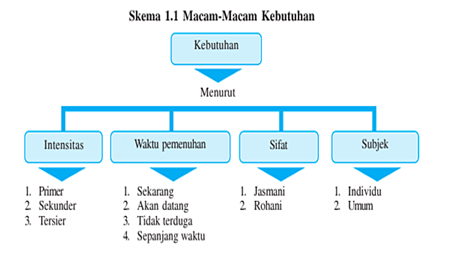 Skema 1.1 Macam-Macam Kebutuhan
Kebutuhan
Menurut
Intensitas
1. Primer
2. Sekunder
3. Tersier
Waktu pemenuhan
1. Sekarang
2. Akan datang
3. Tidak terduga
4. Sepanjang waktu
Sifat
1. Jasmani
2. Rohani
Subjek
1. Individu
2. Umum